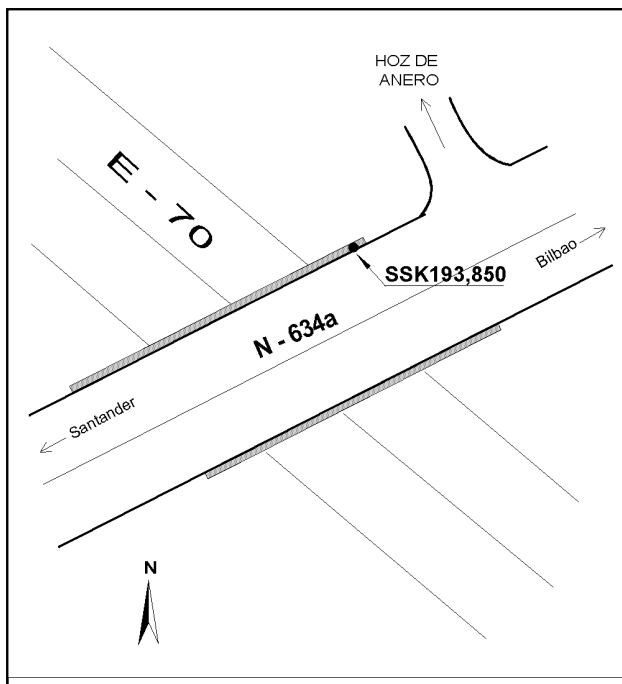 HOZ DE
ANERO
E - 70
SSK193,850
Bilbao
N - 634a
Santander
N